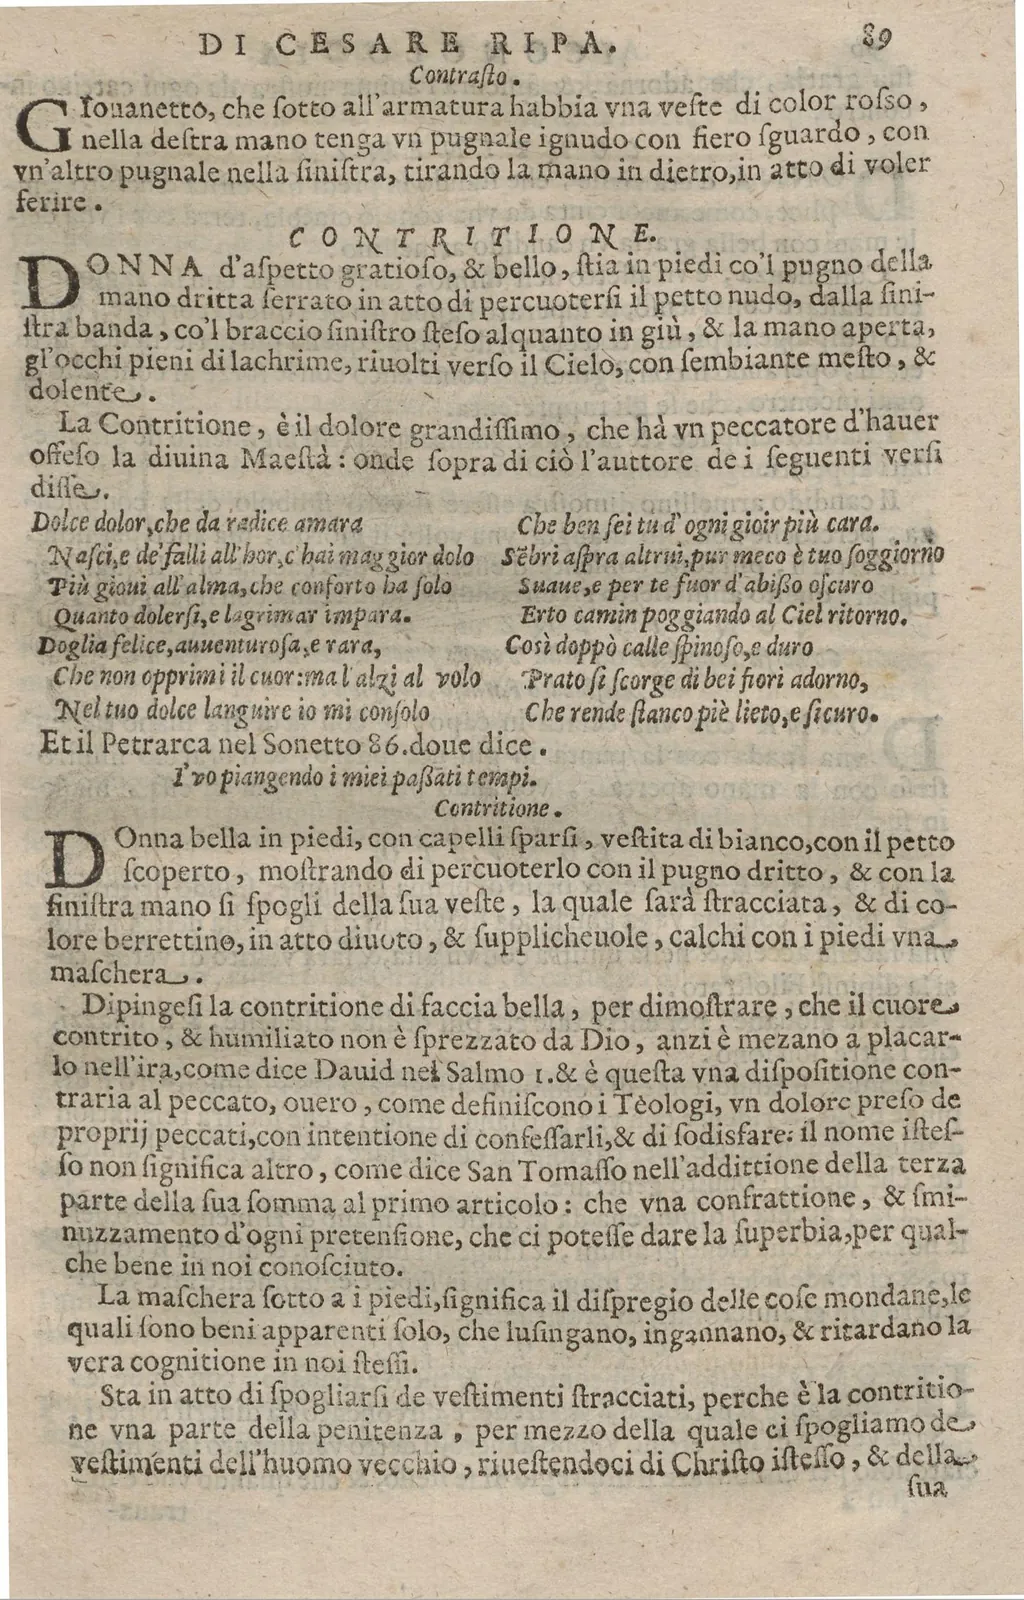 DI CESARE RIPA. 89
Contraſto.
GIouanetto, che ſotto all'armatura habbia vna veſte di color roſso,
nella deſtra mano tenga vn pugnale ignudo con fiero ſguardo, con
vn'altro pugnale nella ſiniſtra, tirando la mano in dietro,in atto di voler
ferire.
CONTRITIONE.
DONNA d'aſpetto gratioſo, & bello, ſtia in piedi co'l pugno della
mano dritta ſerrato in atto di percuoterſi il petto nudo, dalla ſini-
ſtra banda, co'l braccio ſiniſtro ſteſo alquanto in giù, & la mano aperta,
gl'occhi pieni di lachrime, riuolti verſo il Cielo, con ſembiante meſto, &
dolente.
La Contritione, è il dolore grandiſſimo, che hà vn peccatore d'hauer
offeſo la diuina Maeſtà: onde ſopra di ciò l'auttore de i ſeguenti verſi
diſſe.
Dolce dolor,che da radice amara
Naſci,e de'falli all'hor,c'hai maggior dolo
Più gioui all'alma,che conforto ha ſolo
Quanto dolerſi,e lagrimar impara.
Doglia felice,auuenturoſa,e rara,
Che non opprimi il cuor:ma l'alzi al volo
Nel tuo dolce languire io mi conſolo
Che ben ſei tu d'ogni gioir più cara.
Sēbri aſpra altrui,pur meco è tuo ſoggiorno
Suaue,e per te fuor d'abiſſo oſcuro
Erto camin poggiando al Ciel ritorno.
Così doppò calle ſpinoſo,e duro
Prato ſi ſcorge di bei fiori adorno,
Che rende ſtanco piè lieto,e ſicuro.
Et il Petrarca nel Sonetto 86.doue dice.
I'vo piangendo i miei paſſati tempi.
Contritione.
DOnna bella in piedi, con capelli ſparſi, veſtita di bianco,con il petto
ſcoperto, moſtrando di percuoterlo con il pugno dritto, & con la
ſiniſtra mano ſi ſpogli della ſua veſte, la quale ſarà ſtracciata, & di co-
lore berrettino, in atto diuoto, & ſupplicheuole, calchi con i piedi vna
maſchera.
Dipingeſi la contritione di faccia bella, per dimoſtrare, che il cuore
contrito, & humiliato non è ſprezzato da Dio, anzi è mezano a placar-
lo nell'ira,come dice Dauid nel Salmo 1.& è queſta vna diſpoſitione con-
traria al peccato, ouero, come definiſcono i Teologi, vn dolore preſo de
proprij peccati,con intentione di confeſſarli,& di ſodisfare: il nome iſteſ-
ſo non ſignifica altro, come dice San Tomaſſo nell'addittione della terza
parte della ſua ſomma al primo articolo: che vna confrattione, & ſmi-
nuzzamento d'ogni pretenſione, che ci poteſſe dare la ſuperbia,per qual-
che bene in noi conoſciuto.
La maſchera ſotto a i piedi,ſignifica il diſpregio delle coſe mondane,le
quali ſono beni apparenti ſolo, che luſingano, ingannano, & ritardano la
vera cognitione in noi ſteſſi.
Sta in atto di ſpogliarſi de veſtimenti ſtracciati, perche è la contritio-
ne vna parte della penitenza, per mezzo della quale ci ſpogliamo de
veſtimenti dell'huomo vecchio, riueſtendoci di Chriſto iſteſſo, & della
ſua